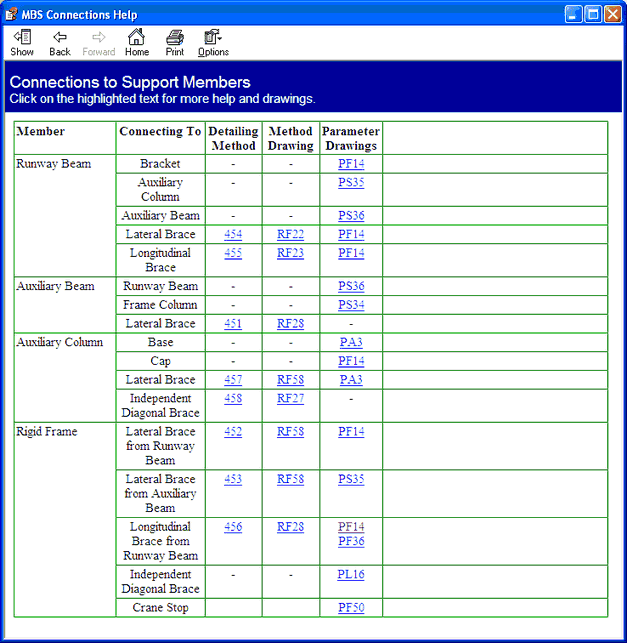 MBS Connections Help
Show Back Forward Home Print Options
Connections to Support Members
Click on the highlighted text for more help and drawings.
Member Connecting To Detailing Method Method Drawing Parameter Drawings
Runway Beam Bracket - - PF14
Auxiliary Column - - PS35
Auxiliary Beam - - PS36
Lateral Brace 454 RF22 PF14
Longitudinal Brace 455 RF23 PF14
Auxiliary Beam Runway Beam - - PS36
Frame Column - - PS34
Lateral Brace 451 RF28 -
Auxiliary Column Base - - PA3
Cap - - PF14
Lateral Brace 457 RF58 PA3
Independent Diagonal Brace 458 RF27 -
Rigid Frame Lateral Brace from Runway Beam 452 RF58 PF14
Lateral Brace from Auxiliary Beam 453 RF58 PS35
Longitudinal Brace from Runway Beam 456 RF28 PF14 PF36
Independent Diagonal Brace - - PL16
Crane Stop PF50